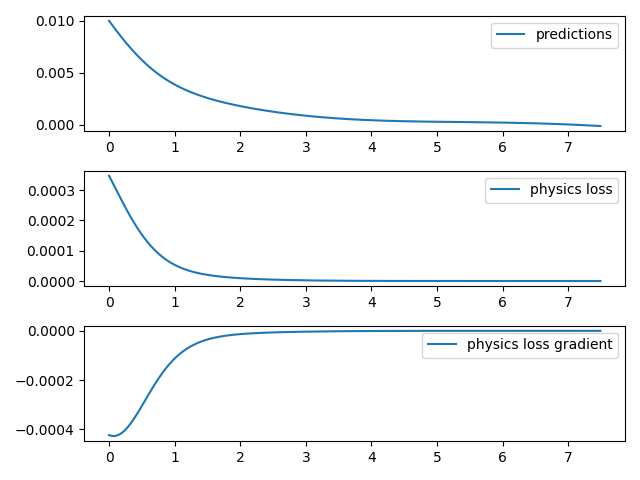 0.010
0.005
0.000
predictions
0 1 2 3 4 5 6 7
0.0003
0.0002
0.0001
0.0000
physics loss
0 1 2 3 4 5 6 7
0.0000
−0.0002
−0.0004
physics loss gradient
0 1 2 3 4 5 6 7